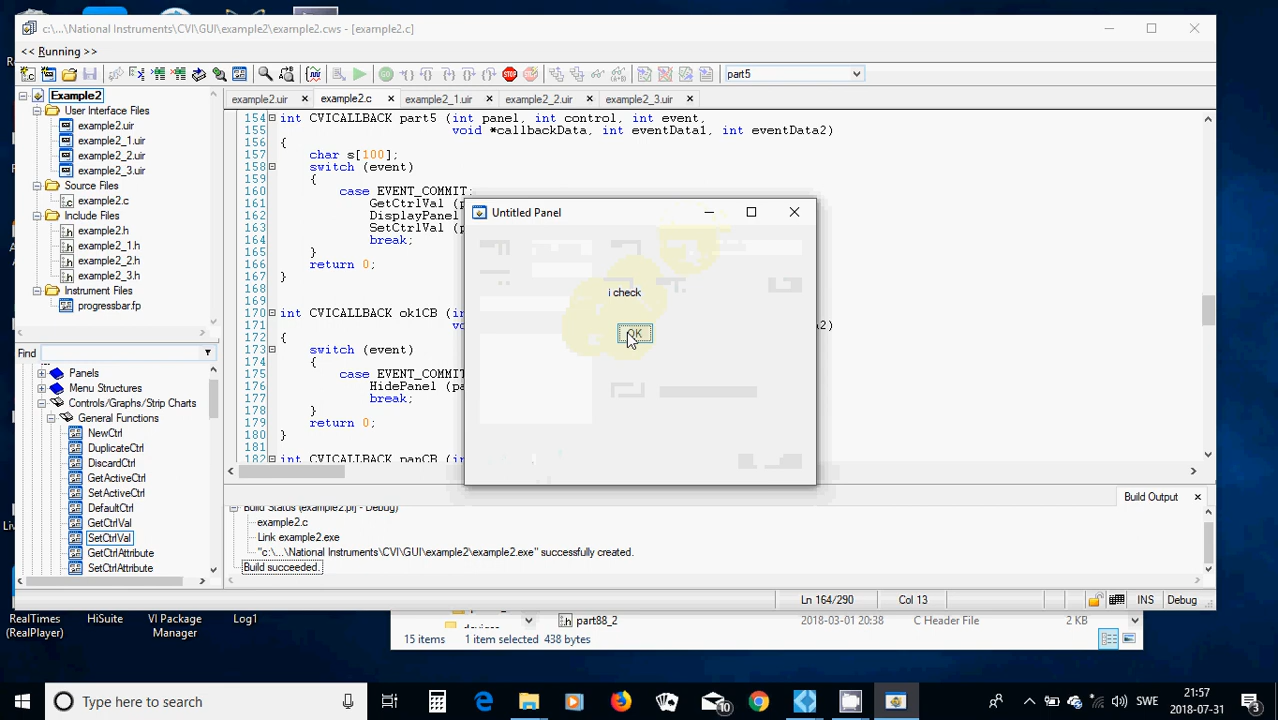 c:\...\National Instruments\CVI\GUI\example2\example2.cws - [example2.c]
<< Running >>
part5
Example2
example2.uir
example2.c
example2_1.uir
example2_2.uir
example2_3.uir
User Interface Files
example2.uir
example2_1.uir
example2_2.uir
example2_3.uir
Source Files
example2.c
Include Files
example2.h
example2_1.h
example2_2.h
example2_3.h
Instrument Files
progressbar.fp
Find
Panels
Menu Structures
Controls/Graphs/Strip Charts
General Functions
NewCtrl
DuplicateCtrl
DiscardCtrl
GetActiveCtrl
SetActiveCtrl
DefaultCtrl
GetCtrlVal
SetCtrlVal
GetCtrlAttribute
SetCtrlAttribute
154 int CVICALLBACK part5 (int panel, int control, int event,
155 void *callbackData, int eventData1, int eventData2)
156 {
157 char s[100];
158 switch (event)
159 {
160 case EVENT_COMMIT:
161 GetCtrlVal (p
162 DisplayPanel
163 SetCtrlVal (p
164 break;
165 }
166 return 0;
167 }
168
169
170 int CVICALLBACK ok1CB (in
171 vo a2)
172 {
173 switch (event)
174 {
175 case EVENT_COMMIT:
176 HidePanel (pa
177 break;
178 }
179 return 0;
180 }
181
182 int CVICALLBACK panCB (in
Untitled Panel
i check
OK
Build Output
Build Status (example2.prj - Debug)
example2.c
Link example2.exe
"c:\...\National Instruments\CVI\GUI\example2\example2.exe" successfully created.
Build succeeded.
Ln 164/290 Col 13 INS Debug
RealTimes
(RealPlayer)
HiSuite
VI Package
Manager
Log1
part88_2 2018-03-01 20:38 C Header File 2 KB
15 items 1 item selected 438 bytes
Type here to search
10
SWE
21:57
2018-07-31
3